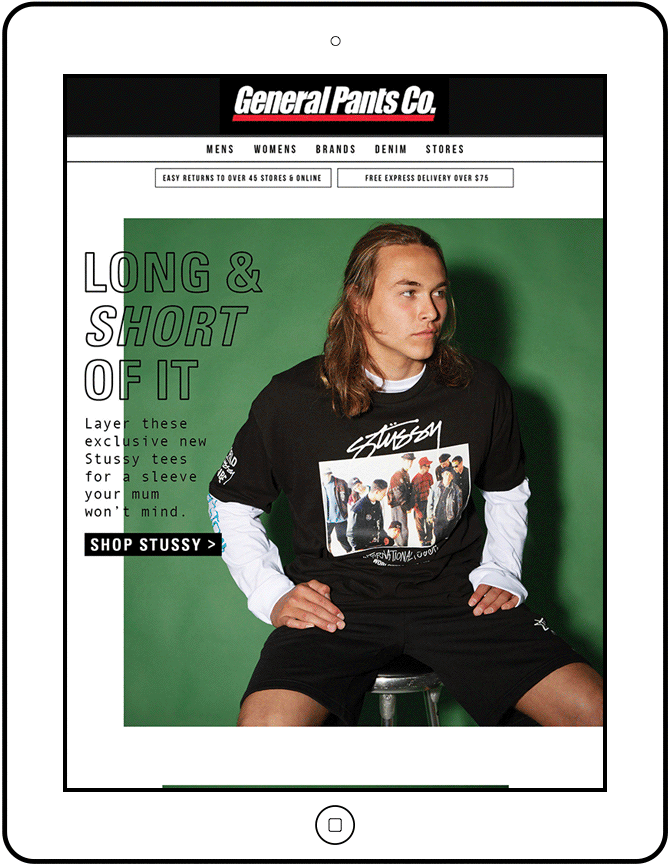 General Pants Co.
MENS WOMENS BRANDS DENIM STORES
EASY RETURNS TO OVER 45 STORES & ONLINE
FREE EXPRESS DELIVERY OVER $75
LONG &
SHORT
OF IT
Layer these
exclusive new
Stussy tees
for a sleeve
your mum
won't mind.
SHOP STUSSY >
Stüssy